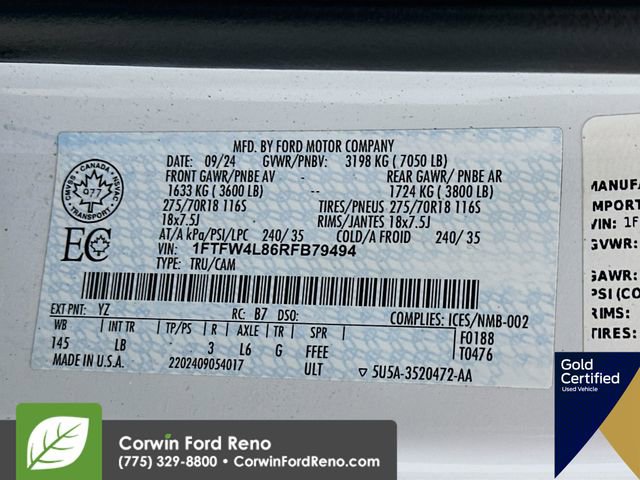 MFD. BY FORD MOTOR COMPANY
DATE: 09/24 GVWR/PNBV: 3198 KG ( 7050 LB)
FRONT GAWR/PNBE AV REAR GAWR/ PNBE AR
1633 KG ( 3600 LB) -- 1724 KG ( 3800 LB)
275/70R18 116S TIRES/PNEUS 275/70R18 116S
18x7.5J RIMS/JANTES 18x7.5J
AT/A kPa/PSI/LPC 240/ 35 COLD/A FROID 240/ 35
VIN: 1FTFW4L86RFB79494
TYPE: TRU/CAM
CANADA
CMVSS NSVAC
977
TRANSPORT
EC
EXT PNT: YZ RC: B7 DSO: COMPLIES: ICES/NMB-002
WB INT TR TP/PS R AXLE TR SPR F0188
145 LB 3 L6 G FFEE T0476
MADE IN U.S.A. 2202409054017 ULT ▽ 5U5A-3520472-AA
MANUFA
IMPORT
VIN: 1F
GVWR:
GAWR:
PSI (CO
RIMS:
TIRES:
Gold
Certified
Used Vehicle
Corwin Ford Reno
(775) 329-8800 • CorwinFordReno.com